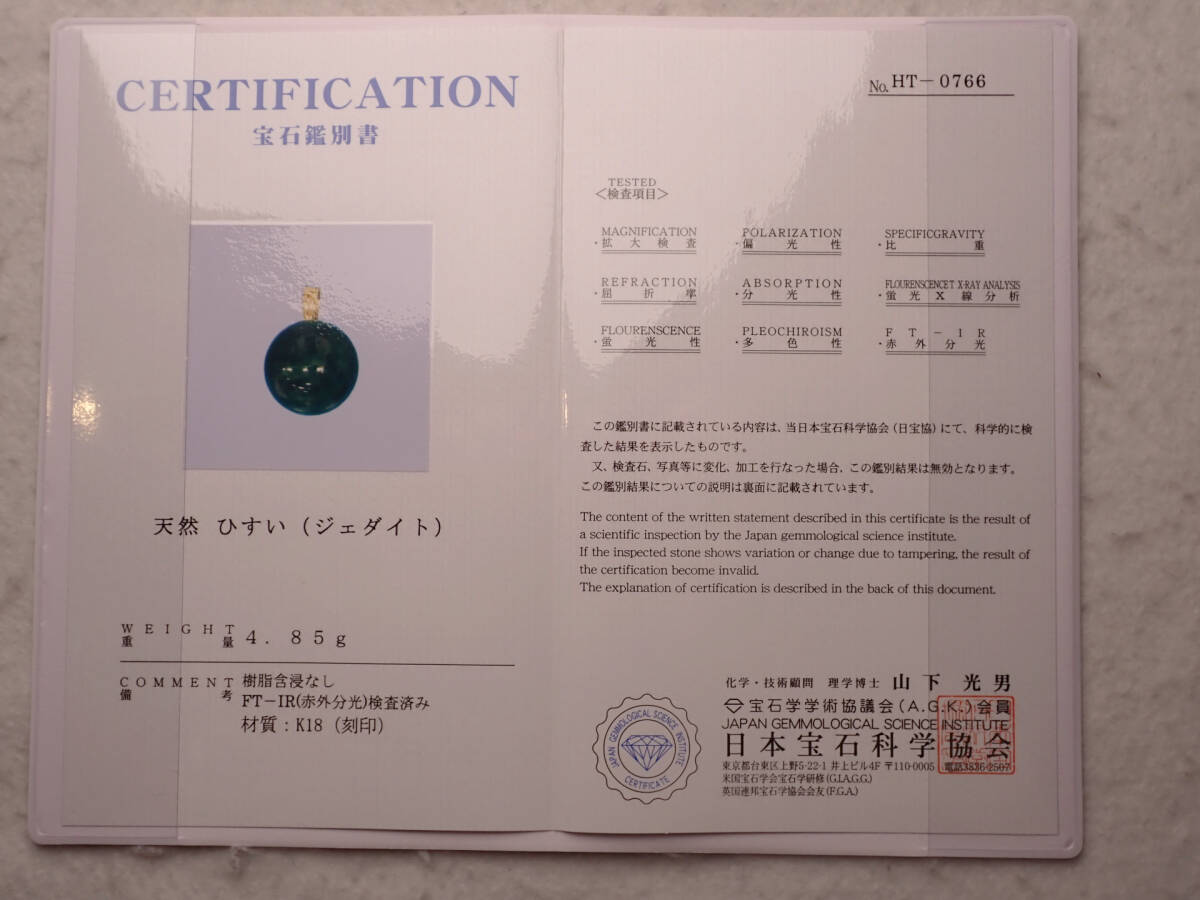 CERTIFICATION
宝石鑑別書
天然 ひすい (ジェダイト)
WEIGHT
重量
4.85g
COMMENT
備考
樹脂含浸なし
FT-IR(赤外分光)検査済み
材質:K18 (刻印)
No. HT-0766
TESTED
<検査項目>
MAGNIFICATION
・拡大検査
POLARIZATION
・偏光性
SPECIFICGRAVITY
・比重
REFRACTION
・屈折率
ABSORPTION
・分光性
FLOURENSCENCET X-RAY ANALYSIS
・蛍光X線分析
FLOURENSCENCE
・蛍光性
PLEOCHIROISM
・多色性
FT-IR
・赤外分光
この鑑別書に記載されている内容は、当日本宝石科学協会(日宝協)にて、科学的に検
査した結果を表示したものです。
又、検査石、写真等に変化、加工を行なった場合、この鑑別結果は無効となります。
この鑑別結果についての説明は裏面に記載されています。
The content of the written statement described in this certificate is the result of
a scientific inspection by the Japan gemmological science institute.
If the inspected stone shows variation or change due to tampering, the result of
the certification become invalid.
The explanation of certification is described in the back of this document.
JAPAN GEMMOLOGICAL SCIENCE INSTITUTE
CERTIFICATE
化学・技術顧問 理学博士 山下光男
宝石学学術協議会(A.G.K.)会員
JAPAN GEMMOLOGICAL SCIENCE INSTITUTE
日本宝石科学協会
東京都台東区上野5-22-1 井上ビル4F 〒110-0005 電話3836-2507
米国宝石学会宝石学研修(G.I.A.G.G.)
英国連邦宝石学協会会友(F.G.A.)